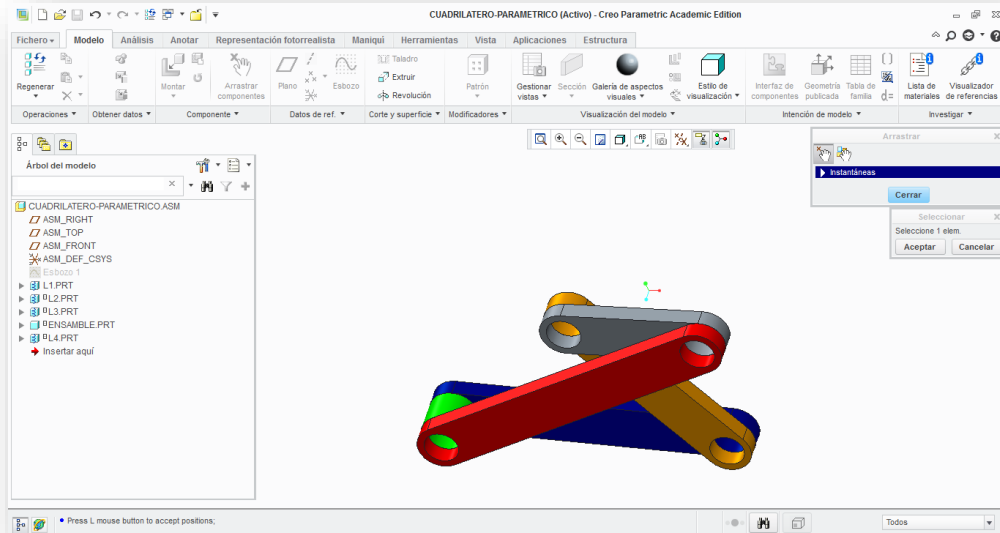 CUADRILATERO-PARAMETRICO (Activo) - Creo Parametric Academic Edition
Fichero Modelo Análisis Anotar Representación fotorrealista Maniquí Herramientas Vista Aplicaciones Estructura
Regenerar
Montar
Arrastrar componentes
Plano
Esbozo
Taladro
Extruir
Revolución
Patrón
Gestionar vistas
Sección
Galería de aspectos visuales
Estilo de visualización
Interfaz de componentes
Geometría publicada
Tabla de familia
d=
Lista de materiales
Visualizador de referencias
Operaciones Obtener datos Componente Datos de ref. Corte y superficie Modificadores Visualización del modelo Intención de modelo Investigar
Árbol del modelo
CUADRILATERO-PARAMETRICO.ASM
ASM_RIGHT
ASM_TOP
ASM_FRONT
ASM_DEF_CSYS
Esbozo 1
L1.PRT
L2.PRT
L3.PRT
ENSAMBLE.PRT
L4.PRT
Insertar aquí
Arrastrar
Instantáneas
Cerrar
Seleccionar
Seleccione 1 elem.
Aceptar Cancelar
Press L mouse button to accept positions;
Todos